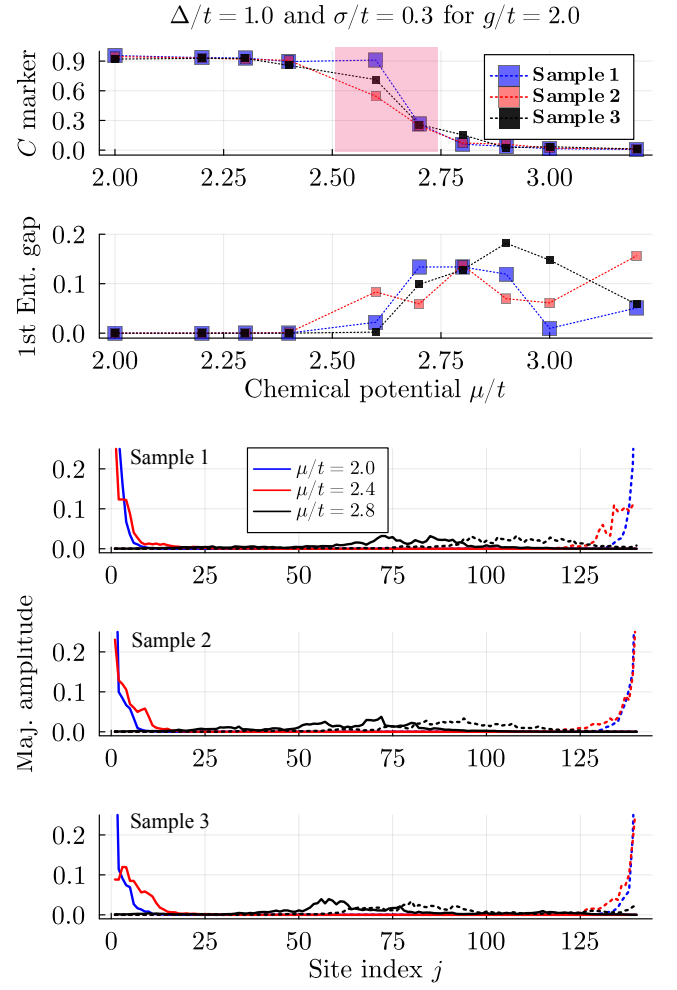 Δ/t = 1.0 and σ/t = 0.3 for g/t = 2.0
C marker
0.9
0.6
0.3
0.0
Sample 1
Sample 2
Sample 3
2.00 2.25 2.50 2.75 3.00
1st Ent. gap
0.2
0.1
0.0
2.00 2.25 2.50 2.75 3.00
Chemical potential μ/t
Maj. amplitude
Sample 1
μ/t = 2.0
μ/t = 2.4
μ/t = 2.8
0.2
0.1
0.0
0 25 50 75 100 125
Sample 2
0.2
0.1
0.0
0 25 50 75 100 125
Sample 3
0.2
0.1
0.0
0 25 50 75 100 125
Site index j